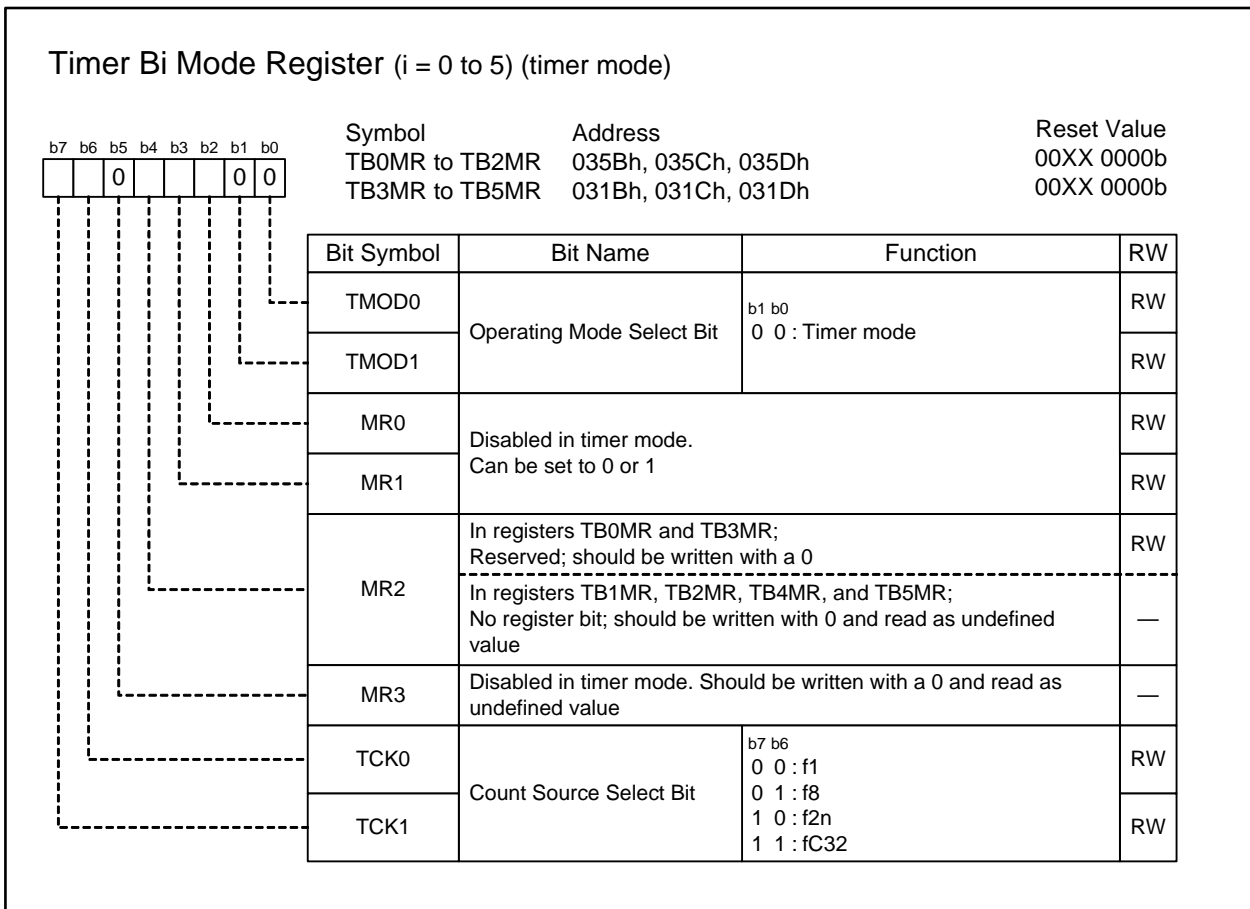 Timer Bi Mode Register (i = 0 to 5) (timer mode)
b7 b6 b5 b4 b3 b2 b1 b0
0 0 0
Symbol Address Reset Value
TB0MR to TB2MR 035Bh, 035Ch, 035Dh 00XX 0000b
TB3MR to TB5MR 031Bh, 031Ch, 031Dh 00XX 0000b
Bit Symbol Bit Name Function RW
TMOD0 RW
Operating Mode Select Bit
b1 b0
0 0 : Timer mode
TMOD1 RW
MR0 RW
Disabled in timer mode.
Can be set to 0 or 1
MR1 RW
MR2
In registers TB0MR and TB3MR;
Reserved; should be written with a 0
RW
In registers TB1MR, TB2MR, TB4MR, and TB5MR;
No register bit; should be written with 0 and read as undefined
value
—
MR3
Disabled in timer mode. Should be written with a 0 and read as
undefined value
—
TCK0 RW
Count Source Select Bit
b7 b6
0 0 : f1
0 1 : f8
1 0 : f2n
1 1 : fC32
TCK1 RW